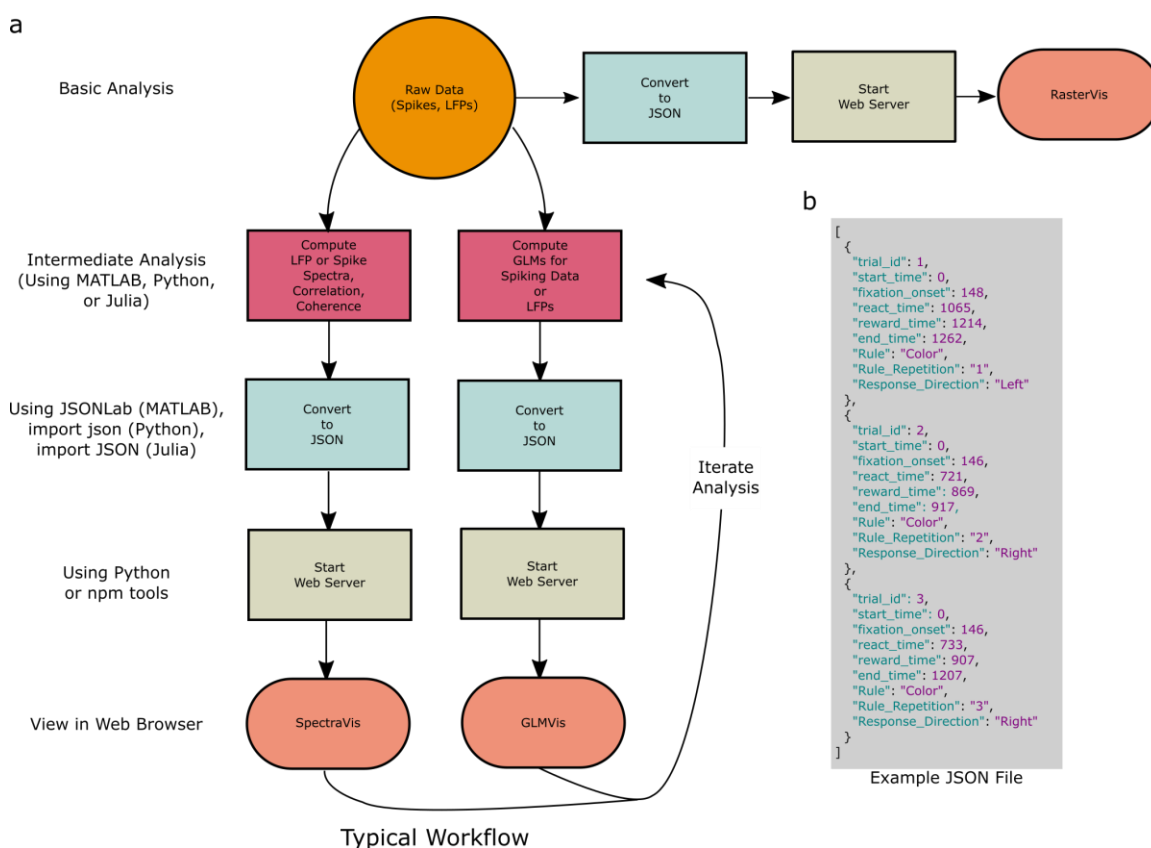 a
Basic Analysis
Raw Data
(Spikes, LFPs)
Convert
to
JSON
Start
Web Server
RasterVis
Intermediate Analysis
(Using MATLAB, Python,
or Julia)
Compute
LFP or Spike
Spectra,
Correlation,
Coherence
Compute
GLMs for
Spiking Data
or
LFPs
Using JSONLab (MATLAB),
import json (Python),
import JSON (Julia)
Convert
to
JSON
Convert
to
JSON
Iterate
Analysis
Using Python
or npm tools
Start
Web Server
Start
Web Server
View in Web Browser
SpectraVis
GLMVis
Typical Workflow
b
[
{
"trial_id": 1,
"start_time": 0,
"fixation_onset": 148,
"react_time": 1065,
"reward_time": 1214,
"end_time": 1262,
"Rule": "Color",
"Rule_Repetition": "1",
"Response_Direction": "Left"
},
{
"trial_id": 2,
"start_time": 0,
"fixation_onset": 146,
"react_time": 721,
"reward_time": 869,
"end_time": 917,
"Rule": "Color",
"Rule_Repetition": "2",
"Response_Direction": "Right"
},
{
"trial_id": 3,
"start_time": 0,
"fixation_onset": 146,
"react_time": 733,
"reward_time": 907,
"end_time": 1207,
"Rule": "Color",
"Rule_Repetition": "3",
"Response_Direction": "Right"
}
]
Example JSON File